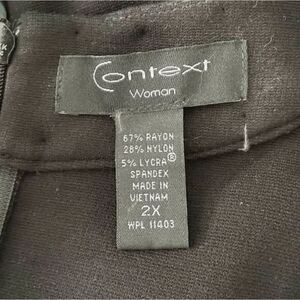 Context
Woman
67% RAYON
28% NYLON
5% LYCRA®
SPANDEX
MADE IN
VIETNAM
2X
WPL 11403